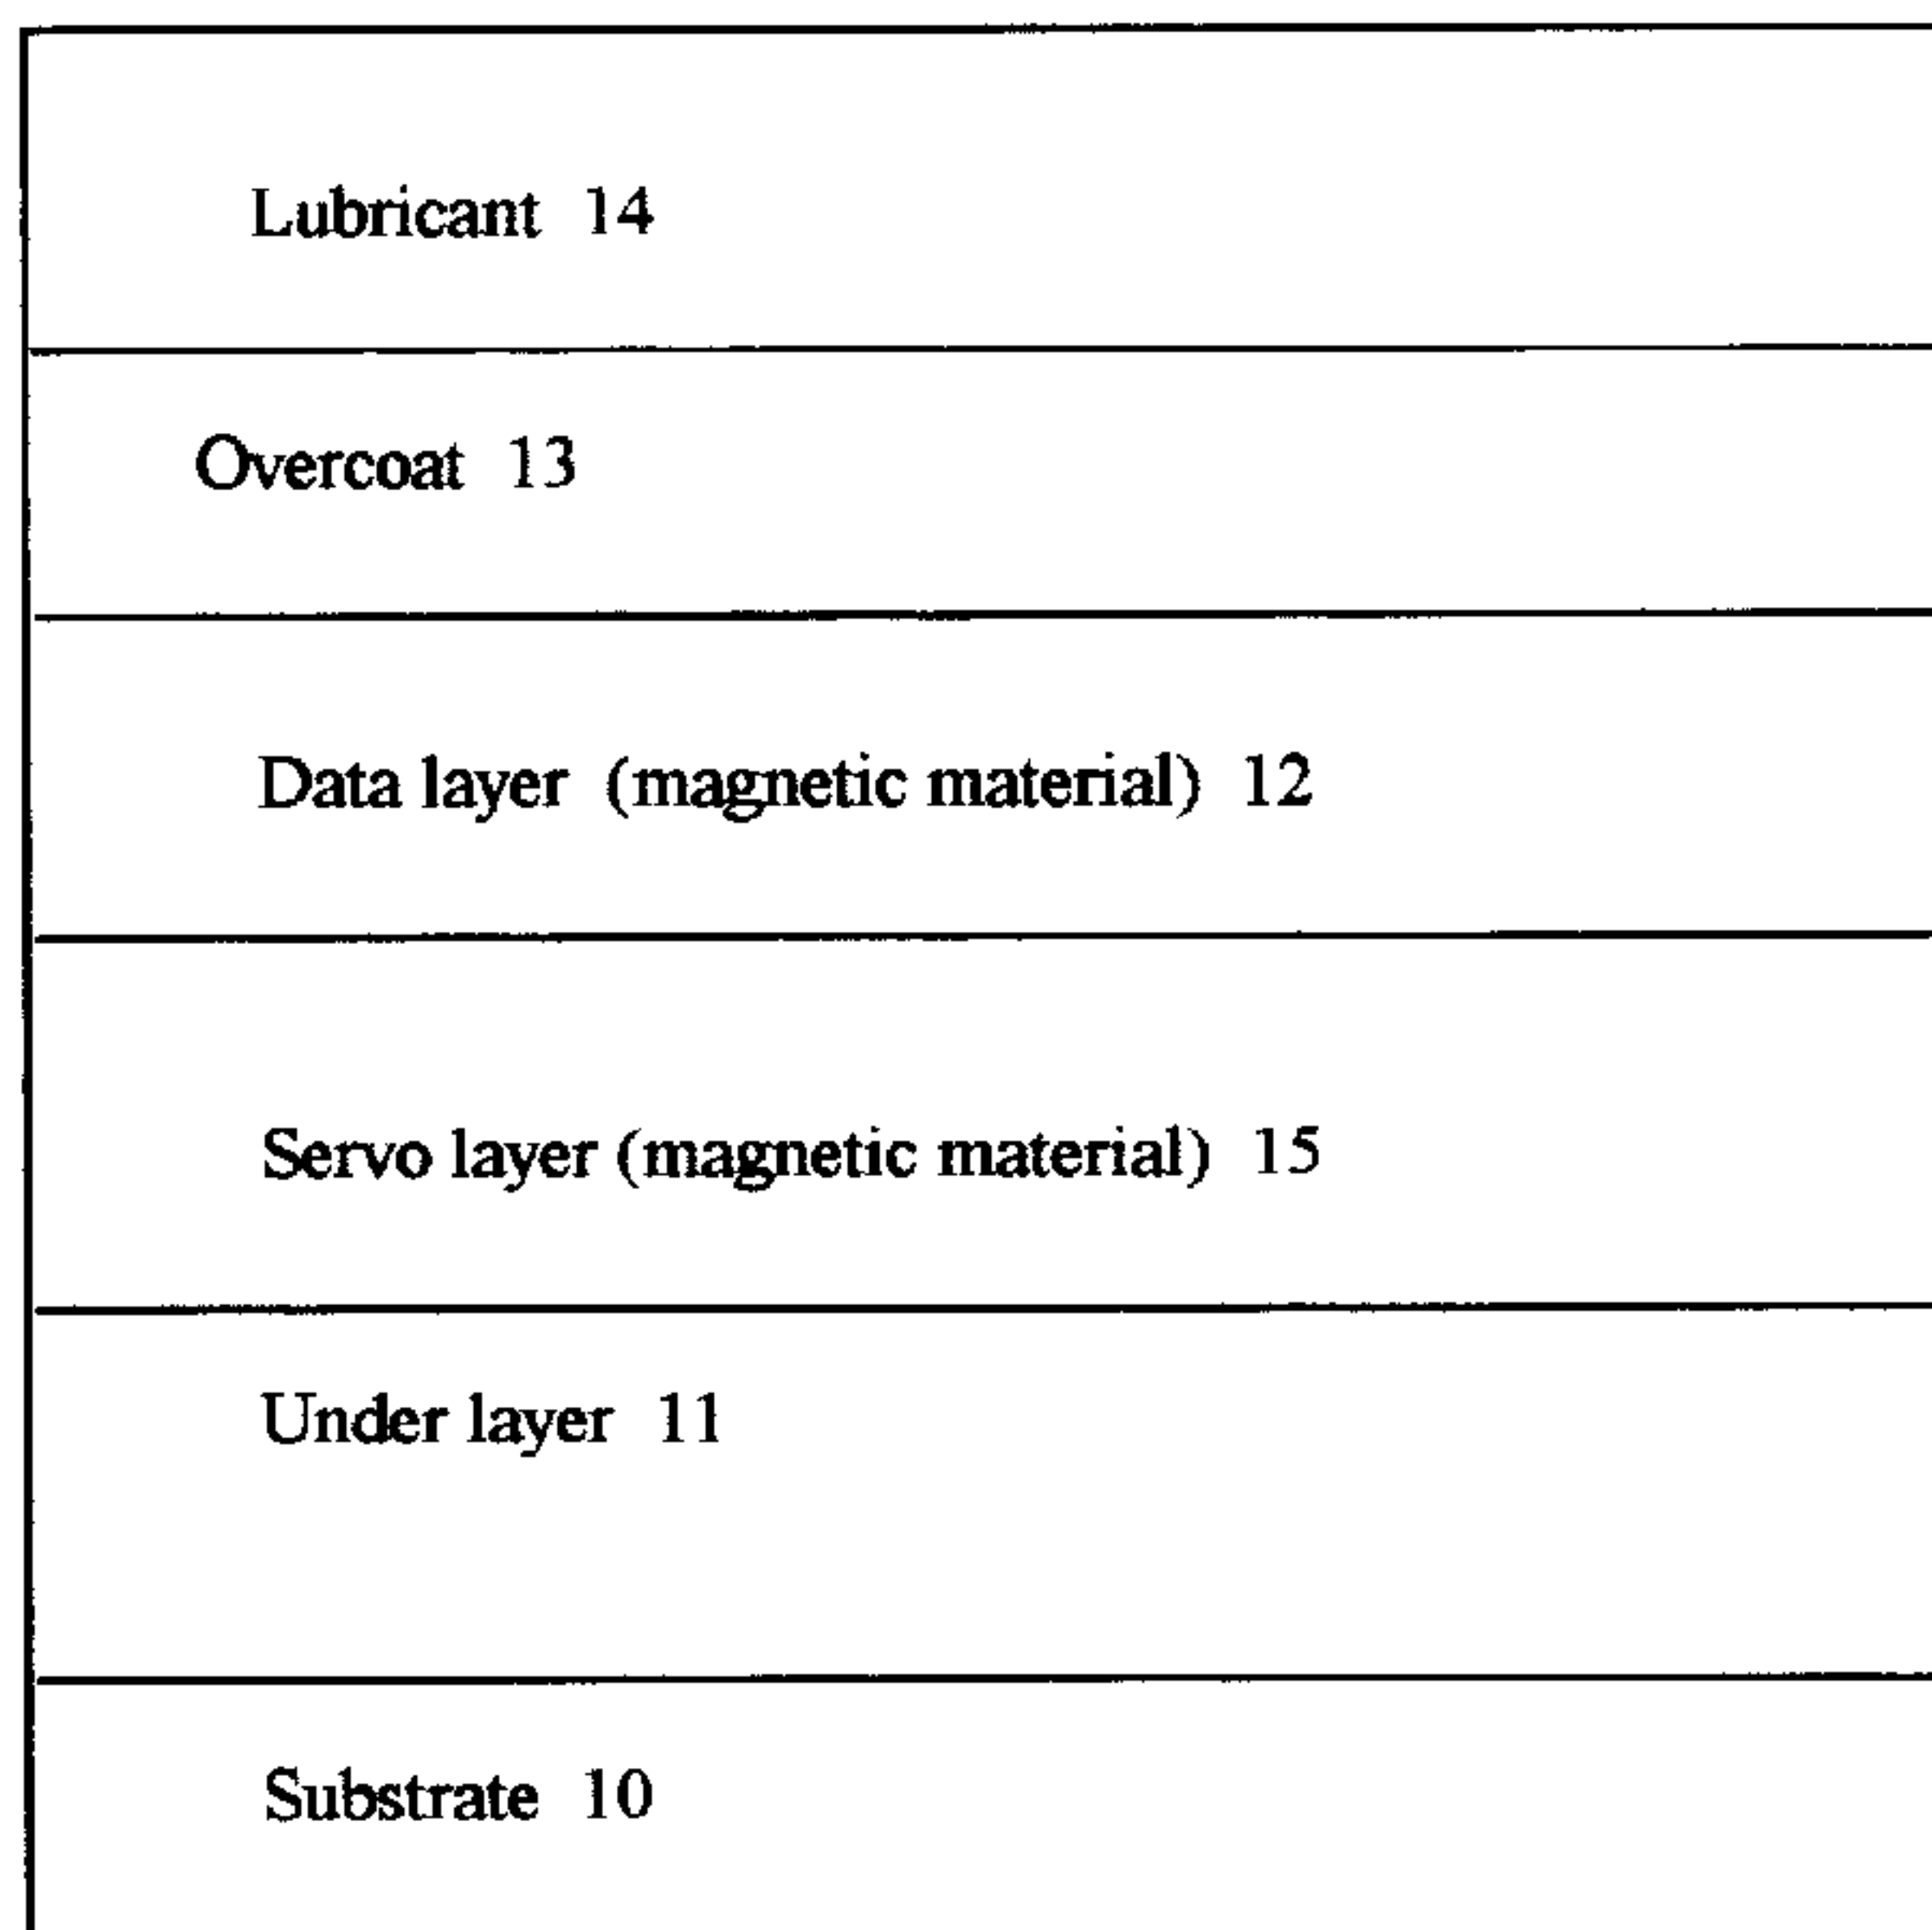 Lubricant 14
Overcoat 13
Data layer (magnetic material) 12
Servo layer (magnetic material) 15
Under layer 11
Substrate 10